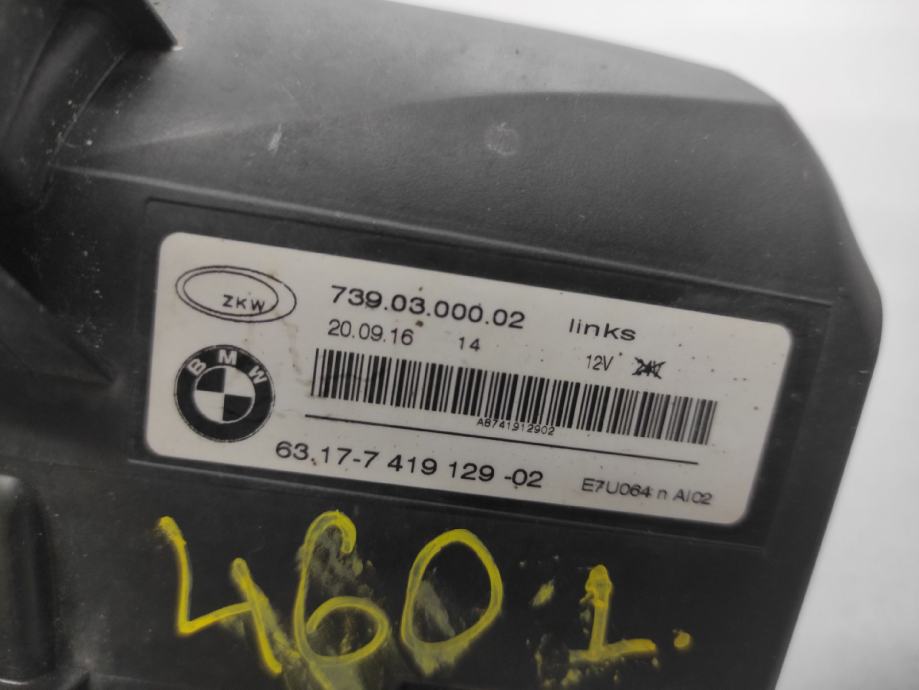 ZKW
739.03.000.02 links
20.09.16 14 12V
BMW
AB741912902
63.17-7 419 129 -02 E7U064 n AI02
460 1.